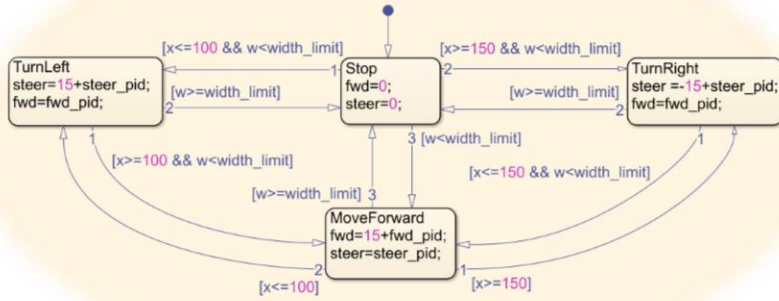 [x<=100 && w<width_limit]
[x>=150 && w<width_limit]
TurnLeft
steer=15+steer_pid;
fwd=fwd_pid;
1
2
[w>=width_limit]
1
Stop
fwd=0;
steer=0;
2
3
[w<width_limit]
TurnRight
steer =-15+steer_pid;
fwd=fwd_pid;
[w>=width_limit]
2
1
[x>=100 && w<width_limit]
[x<=150 && w<width_limit]
[w>=width_limit]
3
MoveForward
fwd=15+fwd_pid;
steer=steer_pid;
2
1
[x<=100]
[x>=150]